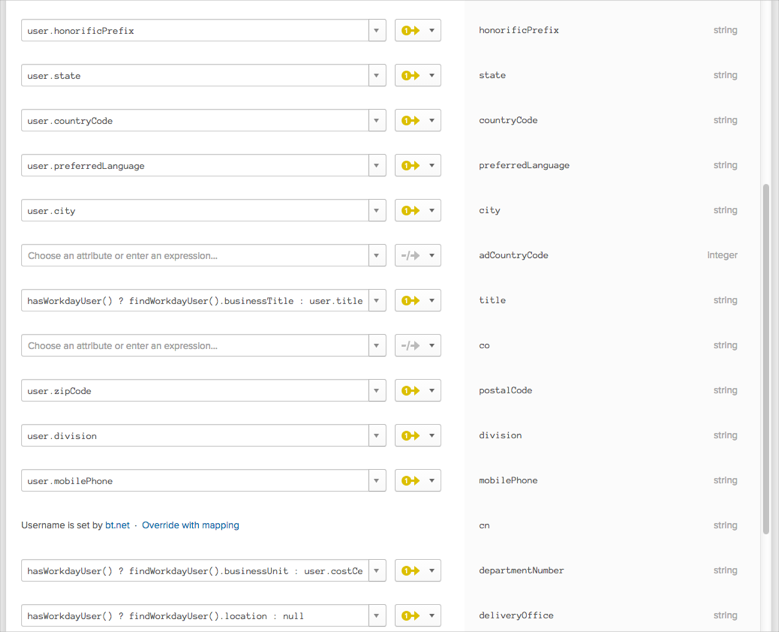 user.honorificPrefix honorificPrefix string
user.state state string
user.countryCode countryCode string
user.preferredLanguage preferredLanguage string
user.city city string
Choose an attribute or enter an expression... adCountryCode Integer
hasWorkdayUser() ? findWorkdayUser().businessTitle : user.title title string
Choose an attribute or enter an expression... co string
user.zipCode postalCode string
user.division division string
user.mobilePhone mobilePhone string
Username is set by bt.net - Override with mapping cn string
hasWorkdayUser() ? findWorkdayUser().businessUnit : user.costCe departmentNumber string
hasWorkdayUser() ? findWorkdayUser().location : null deliveryOffice string